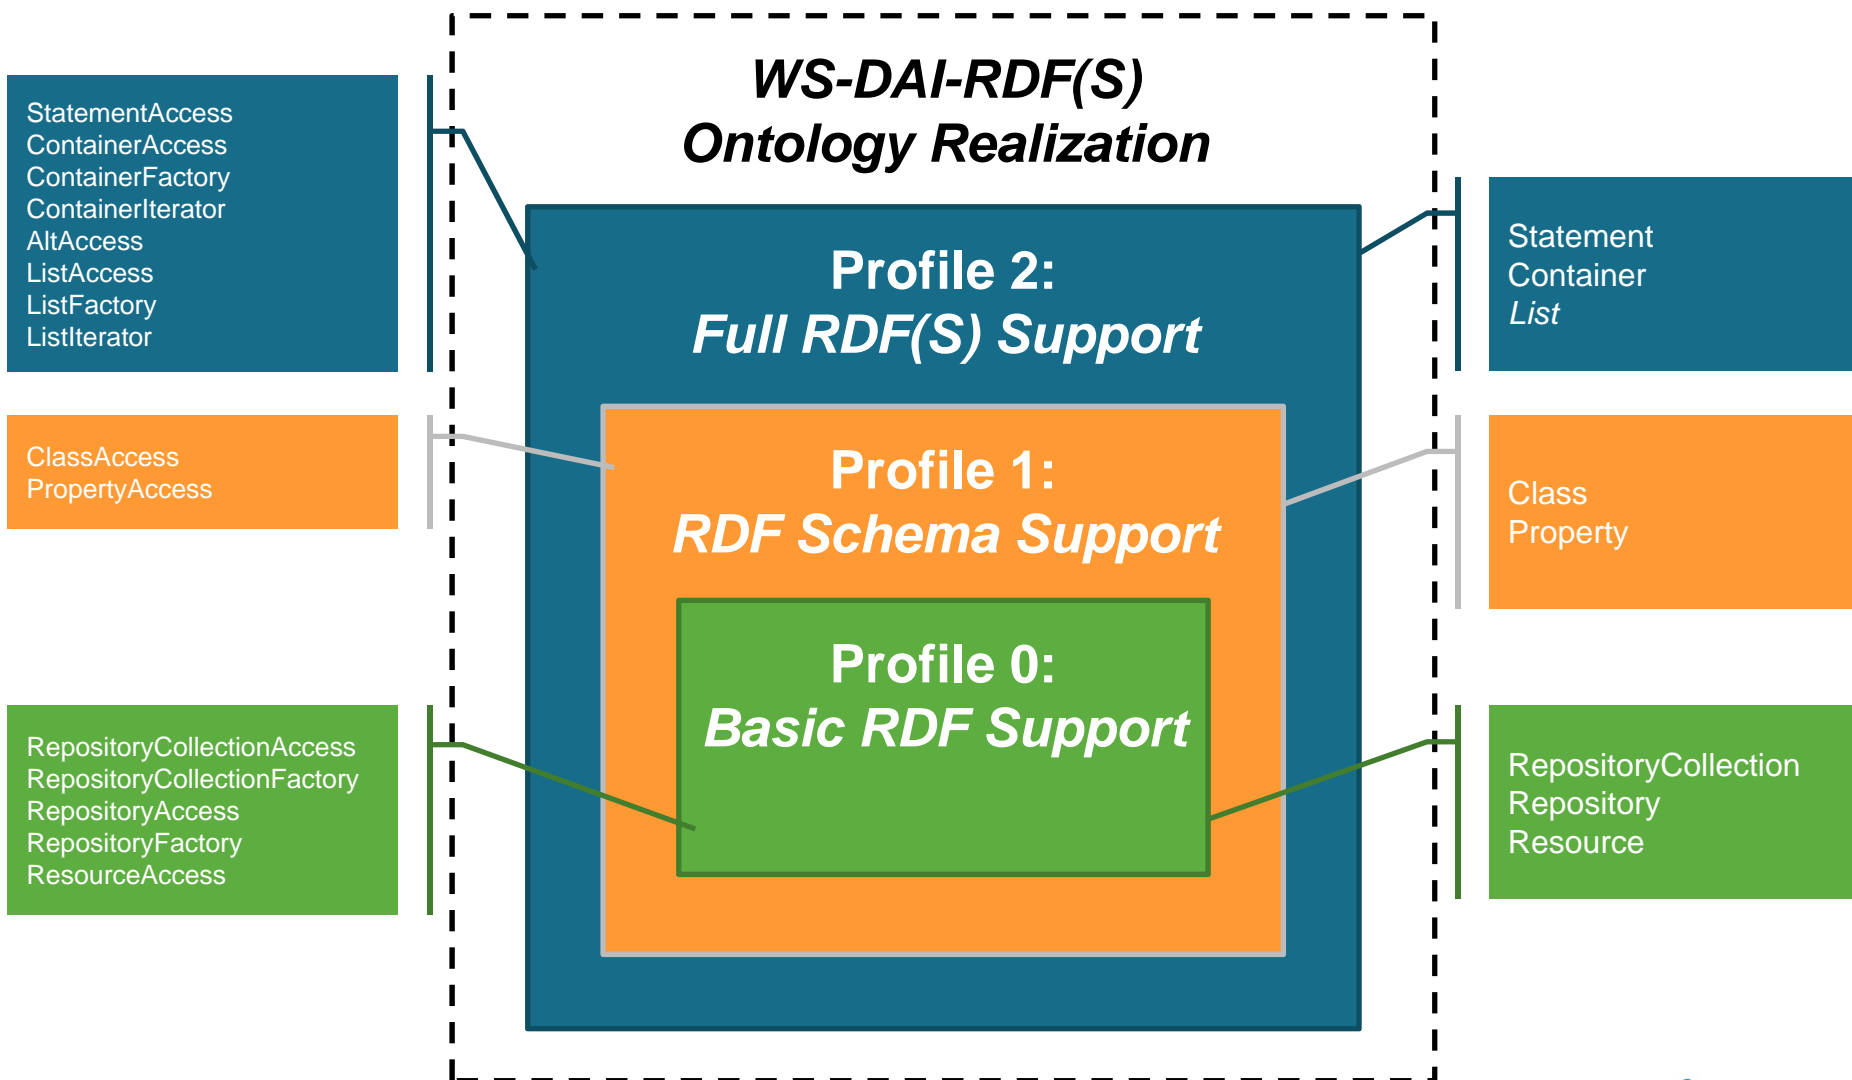 WS-DAI-RDF(S)
Ontology Realization
StatementAccess
ContainerAccess
ContainerFactory
ContainerIterator
AltAccess
ListAccess
ListFactory
ListIterator
ClassAccess
PropertyAccess
RepositoryCollectionAccess
RepositoryCollectionFactory
RepositoryAccess
RepositoryFactory
ResourceAccess
Profile 2:
Full RDF(S) Support
Profile 1:
RDF Schema Support
Profile 0:
Basic RDF Support
Statement
Container
List
Class
Property
RepositoryCollection
Repository
Resource